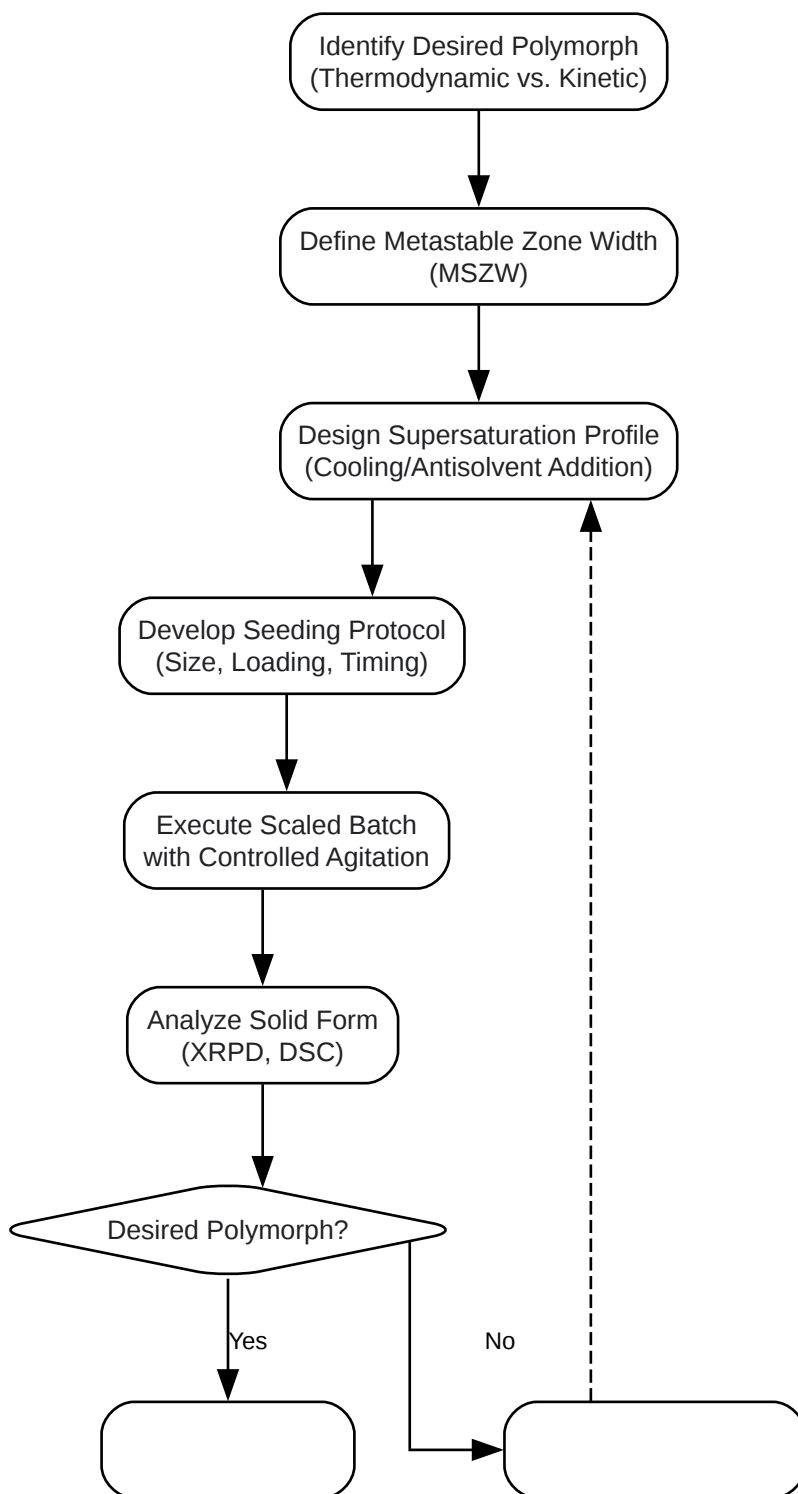 Identify Desired Polymorph
(Thermodynamic vs. Kinetic)
Define Metastable Zone Width
(MSZW)
Design Supersaturation Profile
(Cooling/Antisolvent Addition)
Develop Seeding Protocol
(Size, Loading, Timing)
Execute Scaled Batch
with Controlled Agitation
Analyze Solid Form
(XRPD, DSC)
Desired Polymorph?
Yes
No